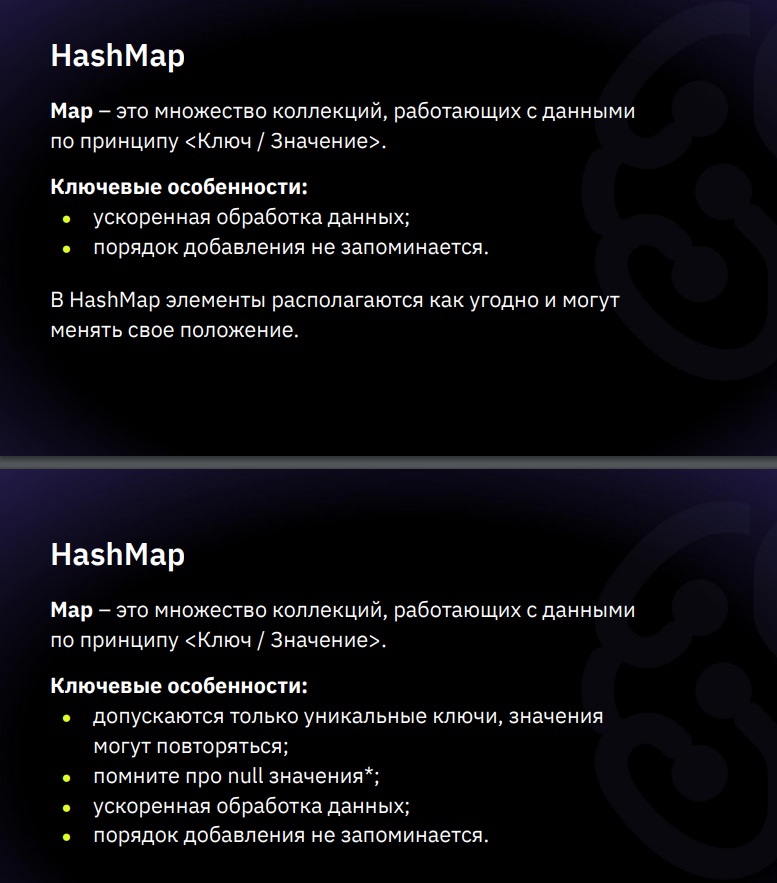 HashMap
Map – это множество коллекций, работающих с данными
по принципу <Ключ / Значение>.
Ключевые особенности:
● ускоренная обработка данных;
● порядок добавления не запоминается.
В HashMap элементы располагаются как угодно и могут
менять свое положение.
HashMap
Map – это множество коллекций, работающих с данными
по принципу <Ключ / Значение>.
Ключевые особенности:
● допускаются только уникальные ключи, значения
могут повторяться;
● помните про null значения*;
● ускоренная обработка данных;
● порядок добавления не запоминается.